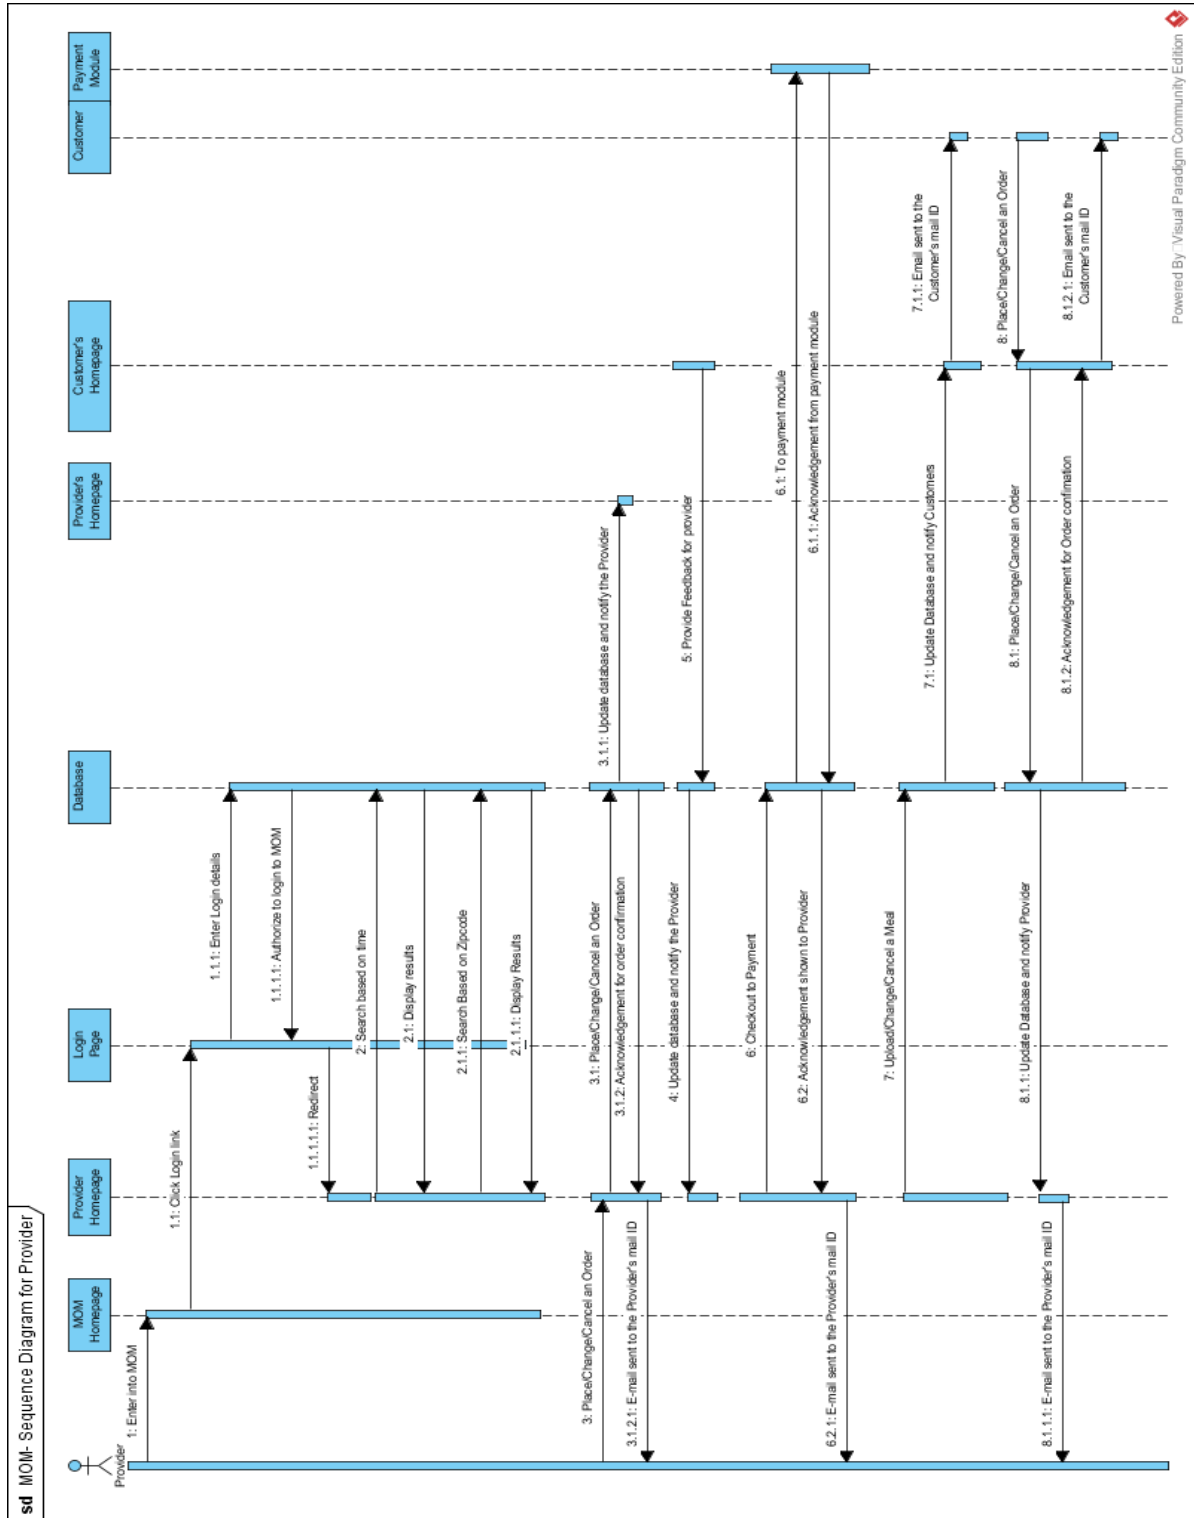 sd MOM- Sequence Diagram for Provider
Provider
MOM
Homepage
Provider
Homepage
Login
Page
Database
Provider's
Homepage
Customer's
Homepage
Customer
Payment
Module
1: Enter into MOM
1.1: Click Login link
1.1.1: Enter Login details
1.1.1.1: Authorize to login to MOM
1.1.1.1.1: Redirect
2: Search based on time
2.1: Display results
2.1.1: Search Based on Zipcode
2.1.1.1: Display Results
3: Place/Change/Cancel an Order
3.1: Place/Change/Cancel an Order
3.1.1: Update database and notify the Provider
3.1.2: Acknowledgement for order confirmation
3.1.2.1: E-mail sent to the Provider's mail ID
4: Update database and notify the Provider
5: Provide Feedback for provider
6: Checkout to Payment
6.1: To payment module
6.1.1: Acknowledgement from payment module
6.2: Acknowledgement shown to Provider
6.2.1: E-mail sent to the Provider's mail ID
7: Upload/Change/Cancel a Meal
7.1: Update Database and notify Customers
7.1.1: Email sent to the
Customer's mail ID
8: Place/Change/Cancel an Order
8.1: Place/Change/Cancel an Order
8.1.1: Update Database and notify Provider
8.1.1.1: E-mail sent to the Provider's mail ID
8.1.2: Acknowledgement for Order confimation
8.1.2.1: Email sent to the
Customer's mail ID
Powered By Visual Paradigm Community Edition